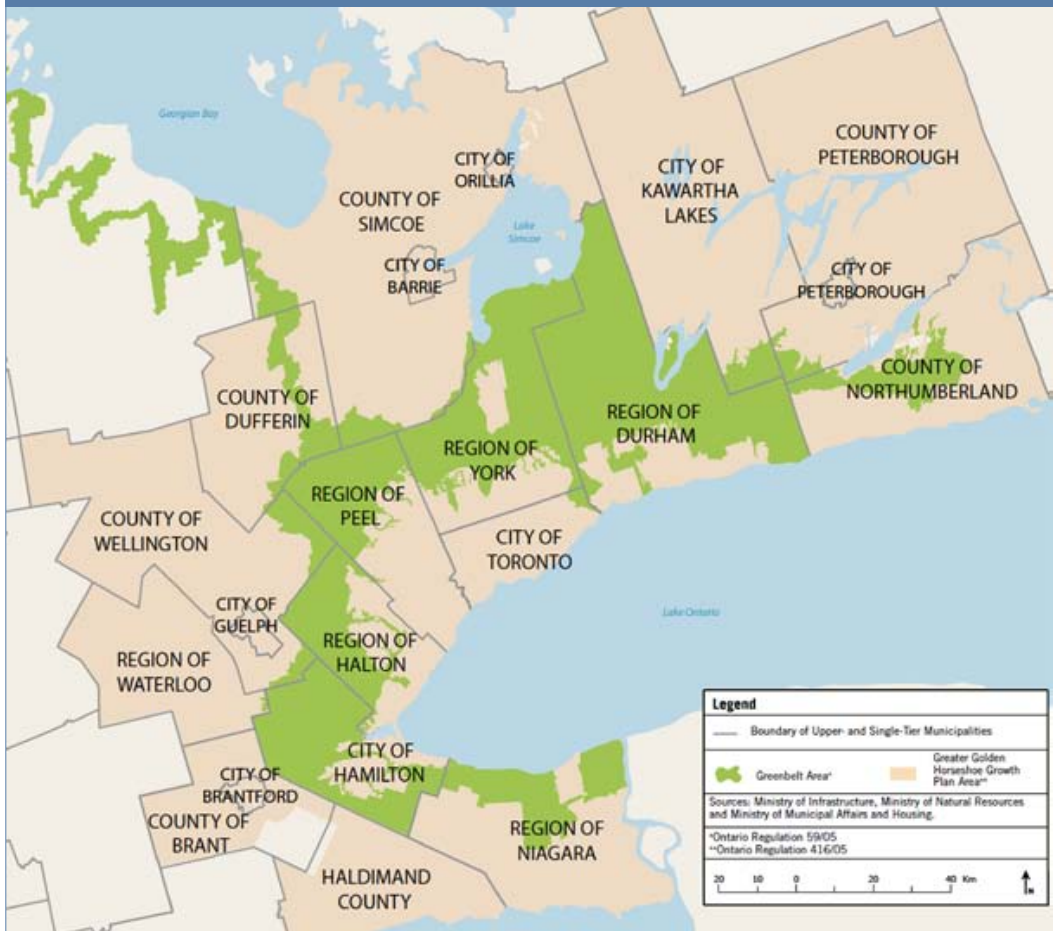 Georgian Bay
COUNTY OF
PETERBOROUGH
CITY OF
ORILLIA
CITY OF
KAWARTHA
LAKES
COUNTY OF
SIMCOE
Lake
Simcoe
CITY OF
BARRIE
CITY OF
PETERBOROUGH
COUNTY OF
NORTHUMBERLAND
COUNTY OF
DUFFERIN
REGION OF
DURHAM
REGION OF
YORK
REGION OF
PEEL
COUNTY OF
WELLINGTON
CITY OF
TORONTO
CITY OF
GUELPH
Lake Ontario
REGION OF
HALTON
REGION OF
WATERLOO
CITY OF
HAMILTON
CITY OF
BRANTFORD
COUNTY OF
BRANT
REGION OF
NIAGARA
HALDIMAND
COUNTY
Legend
Boundary of Upper- and Single-Tier Municipalities
Greenbelt Area*
Greater Golden
Horseshoe Growth
Plan Area**
Sources: Ministry of Infrastructure, Ministry of Natural Resources
and Ministry of Municipal Affairs and Housing.
*Ontario Regulation 59/05
**Ontario Regulation 416/05
20 10 0 20 40 Km
N